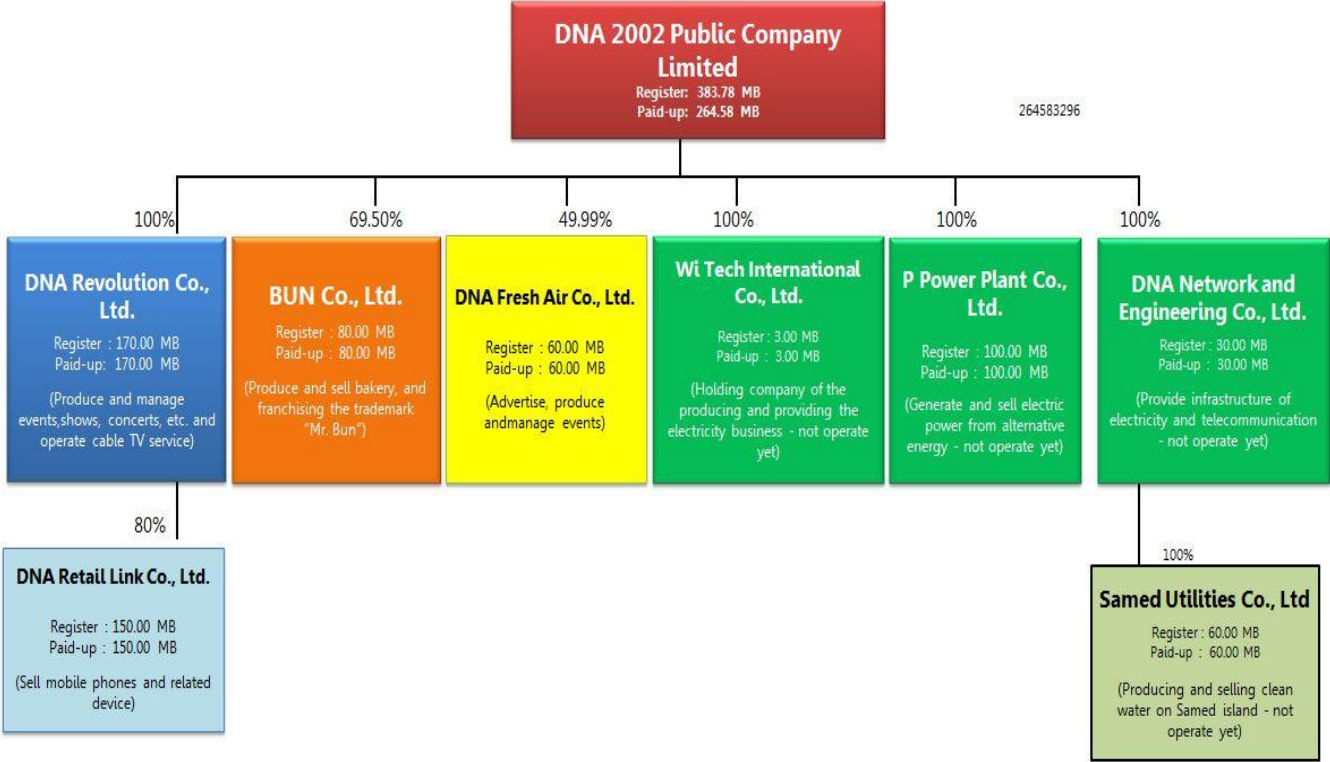 DNA 2002 Public Company
Limited
Register: 383.78 MB
Paid-up: 264.58 MB
264583296
100%
69.50%
49.99%
100%
100%
100%
DNA Revolution Co.,
Ltd.
Register : 170.00 MB
Paid-up: 170.00 MB
(Produce and manage
events,shows, concerts, etc. and
operate cable TV service)
BUN Co., Ltd.
Register : 80.00 MB
Paid-up : 80.00 MB
(Produce and sell bakery, and
franchising the trademark
“Mr. Bun”)
DNA Fresh Air Co., Ltd.
Register : 60.00 MB
Paid-up : 60.00 MB
(Advertise, produce
andmanage events)
Wi Tech International
Co., Ltd.
Register : 3.00 MB
Paid-up : 3.00 MB
(Holding company of the
producing and providing the
electricity business - not operate
yet)
P Power Plant Co.,
Ltd.
Register : 100.00 MB
Paid-up : 100.00 MB
(Generate and sell electric
power from alternative
energy - not operate yet)
DNA Network and
Engineering Co., Ltd.
Register : 30.00 MB
Paid-up : 30.00 MB
(Provide infrastructure of
electricity and telecommunication
- not operate yet)
80%
DNA Retail Link Co., Ltd.
Register : 150.00 MB
Paid-up : 150.00 MB
(Sell mobile phones and related
device)
100%
Samed Utilities Co., Ltd
Register : 60.00 MB
Paid-up : 60.00 MB
(Producing and selling clean
water on Samed island - not
operate yet)